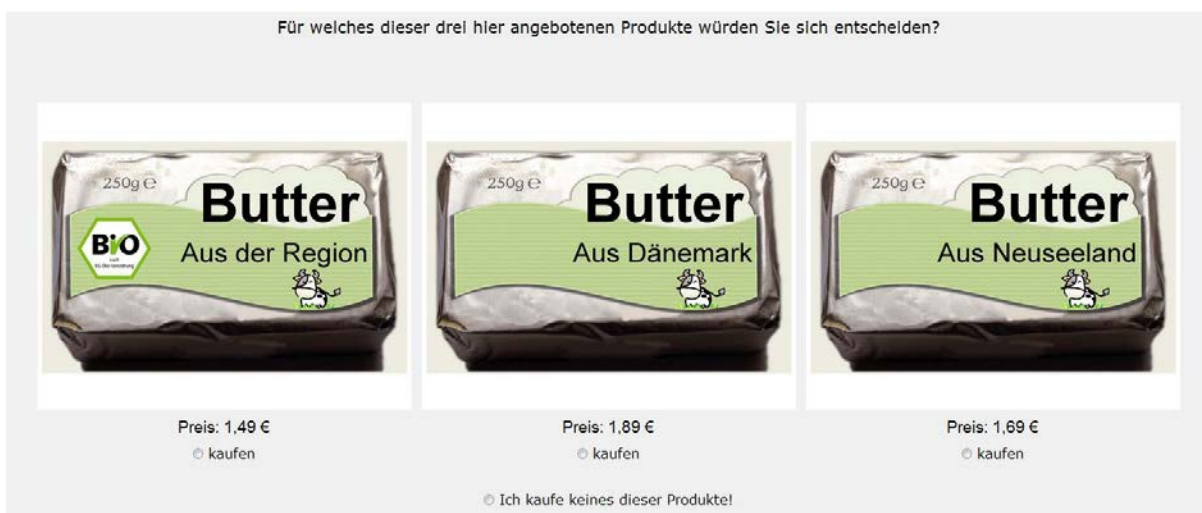 Für welches dieser drei hier angebotenen Produkte würden Sie sich entscheiden?
250g ℮
Butter
Bio
Aus der Region
250g ℮
Butter
Aus Dänemark
250g ℮
Butter
Aus Neuseeland
Preis: 1,49 €
Preis: 1,89 €
Preis: 1,69 €
kaufen
kaufen
kaufen
Ich kaufe keines dieser Produkte!